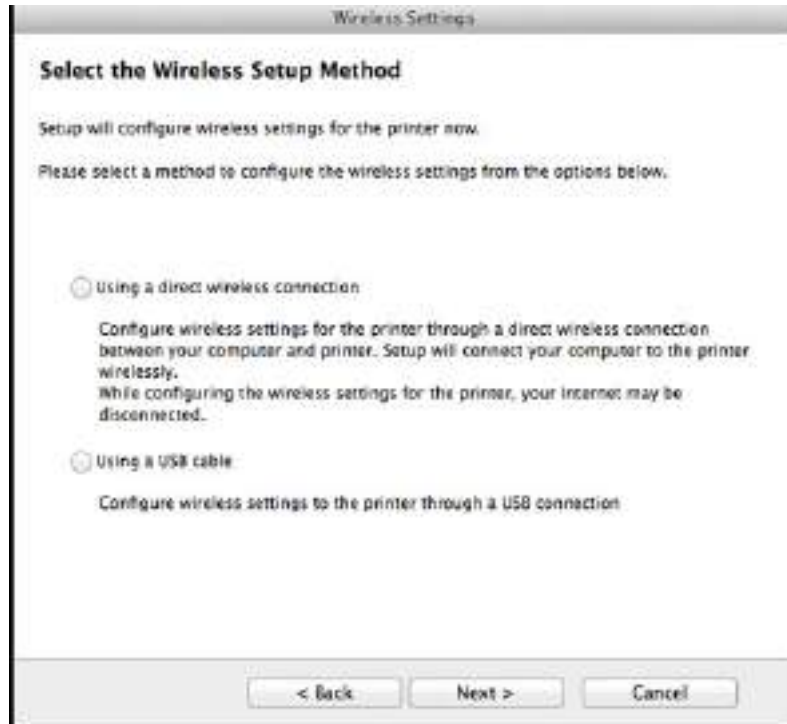 Wireless Settings
Select the Wireless Setup Method
Setup will configure wireless settings for the printer now.
Please select a method to configure the wireless settings from the options below.
Using a direct wireless connection
Configure wireless settings for the printer through a direct wireless connection
between your computer and printer. Setup will connect your computer to the printer
wirelessly.
While configuring the wireless settings for the printer, your internet may be
disconnected.
Using a USB cable
Configure wireless settings to the printer through a USB connection
< Back
Next >
Cancel